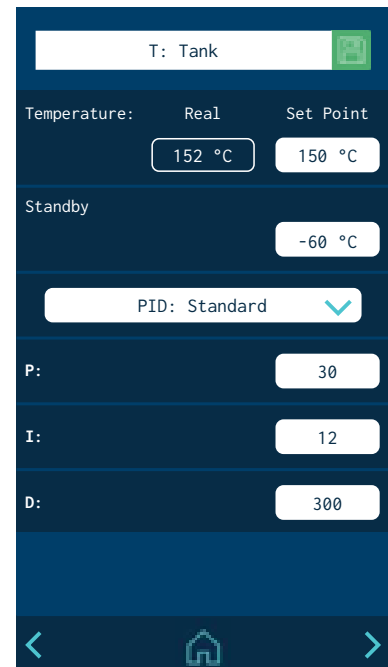 T: Tank
Temperature: Real Set Point
152 °C 150 °C
Standby
-60 °C
PID: Standard
P: 30
I: 12
D: 300